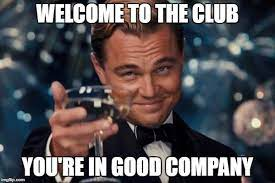 WELCOME TO THE CLUB
YOU'RE IN GOOD COMPANY
imgflip.com